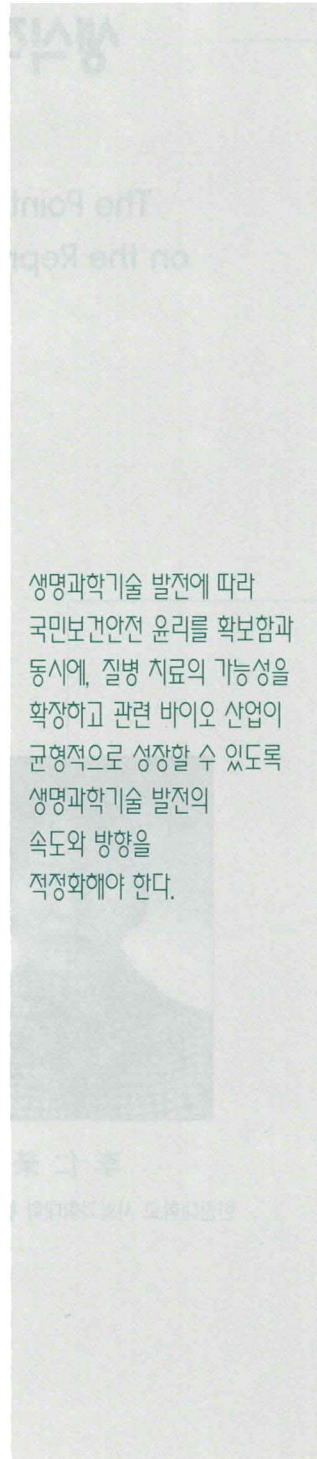 생명과학기술 발전에 따라
국민보건안전 윤리를 확보함과
동시에, 질병 치료의 가능성을
확장하고 관련 바이오 산업이
균형적으로 성장할 수 있도록
생명과학기술 발전의
속도와 방향을
적정화해야 한다.